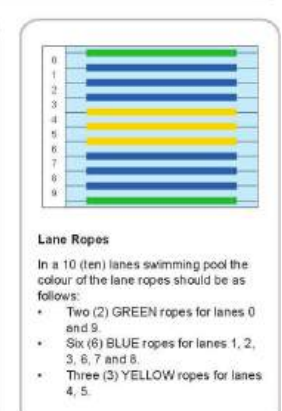 0
1
2
3
4
5
6
7
8
9
Lane Ropes
In a 10 (ten) lanes swimming pool the
colour of the lane ropes should be as
follows:
• Two (2) GREEN ropes for lanes 0
and 9.
• Six (6) BLUE ropes for lanes 1, 2,
3, 6, 7 and 8.
• Three (3) YELLOW ropes for lanes
4, 5.